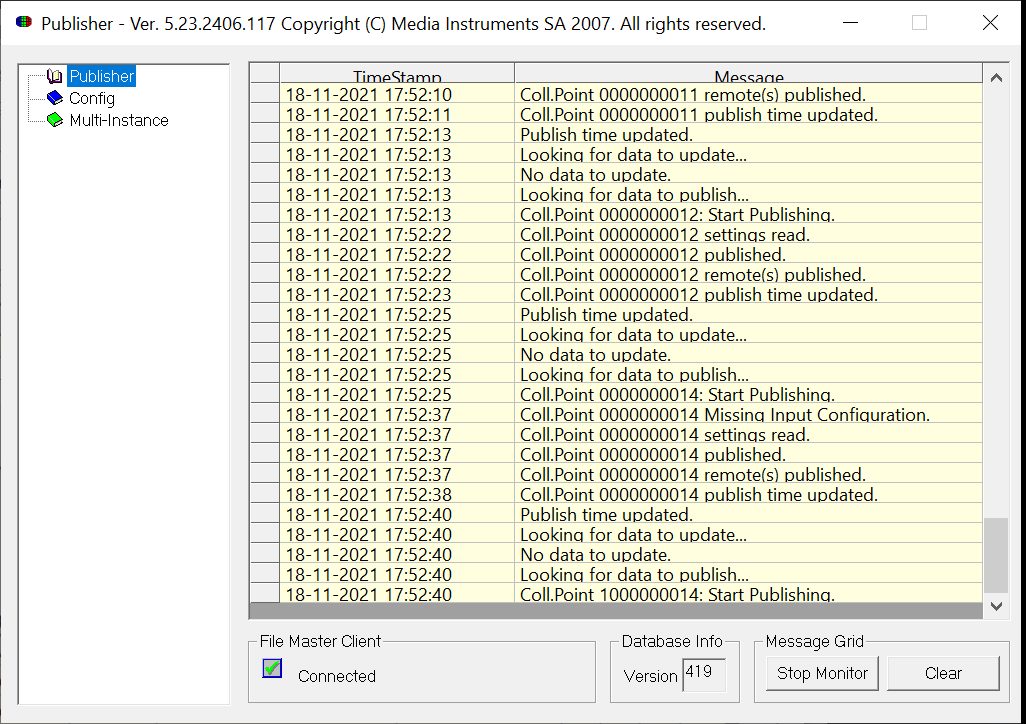 Publisher - Ver. 5.23.2406.117 Copyright (C) Media Instruments SA 2007. All rights reserved.
Publisher
Config
Multi-Instance
TimeStamp Message
18-11-2021 17:52:10 Coll.Point 0000000011 remote(s) published.
18-11-2021 17:52:11 Coll.Point 0000000011 publish time updated.
18-11-2021 17:52:13 Publish time updated.
18-11-2021 17:52:13 Looking for data to update...
18-11-2021 17:52:13 No data to update.
18-11-2021 17:52:13 Looking for data to publish...
18-11-2021 17:52:13 Coll.Point 0000000012: Start Publishing.
18-11-2021 17:52:22 Coll.Point 0000000012 settings read.
18-11-2021 17:52:22 Coll.Point 0000000012 published.
18-11-2021 17:52:22 Coll.Point 0000000012 remote(s) published.
18-11-2021 17:52:23 Coll.Point 0000000012 publish time updated.
18-11-2021 17:52:25 Publish time updated.
18-11-2021 17:52:25 Looking for data to update...
18-11-2021 17:52:25 No data to update.
18-11-2021 17:52:25 Looking for data to publish...
18-11-2021 17:52:25 Coll.Point 0000000014: Start Publishing.
18-11-2021 17:52:37 Coll.Point 0000000014 Missing Input Configuration.
18-11-2021 17:52:37 Coll.Point 0000000014 settings read.
18-11-2021 17:52:37 Coll.Point 0000000014 published.
18-11-2021 17:52:37 Coll.Point 0000000014 remote(s) published.
18-11-2021 17:52:38 Coll.Point 0000000014 publish time updated.
18-11-2021 17:52:40 Publish time updated.
18-11-2021 17:52:40 Looking for data to update...
18-11-2021 17:52:40 No data to update.
18-11-2021 17:52:40 Looking for data to publish...
18-11-2021 17:52:40 Coll.Point 1000000014: Start Publishing.
File Master Client
Connected
Database Info
Version 419
Message Grid
Stop Monitor Clear